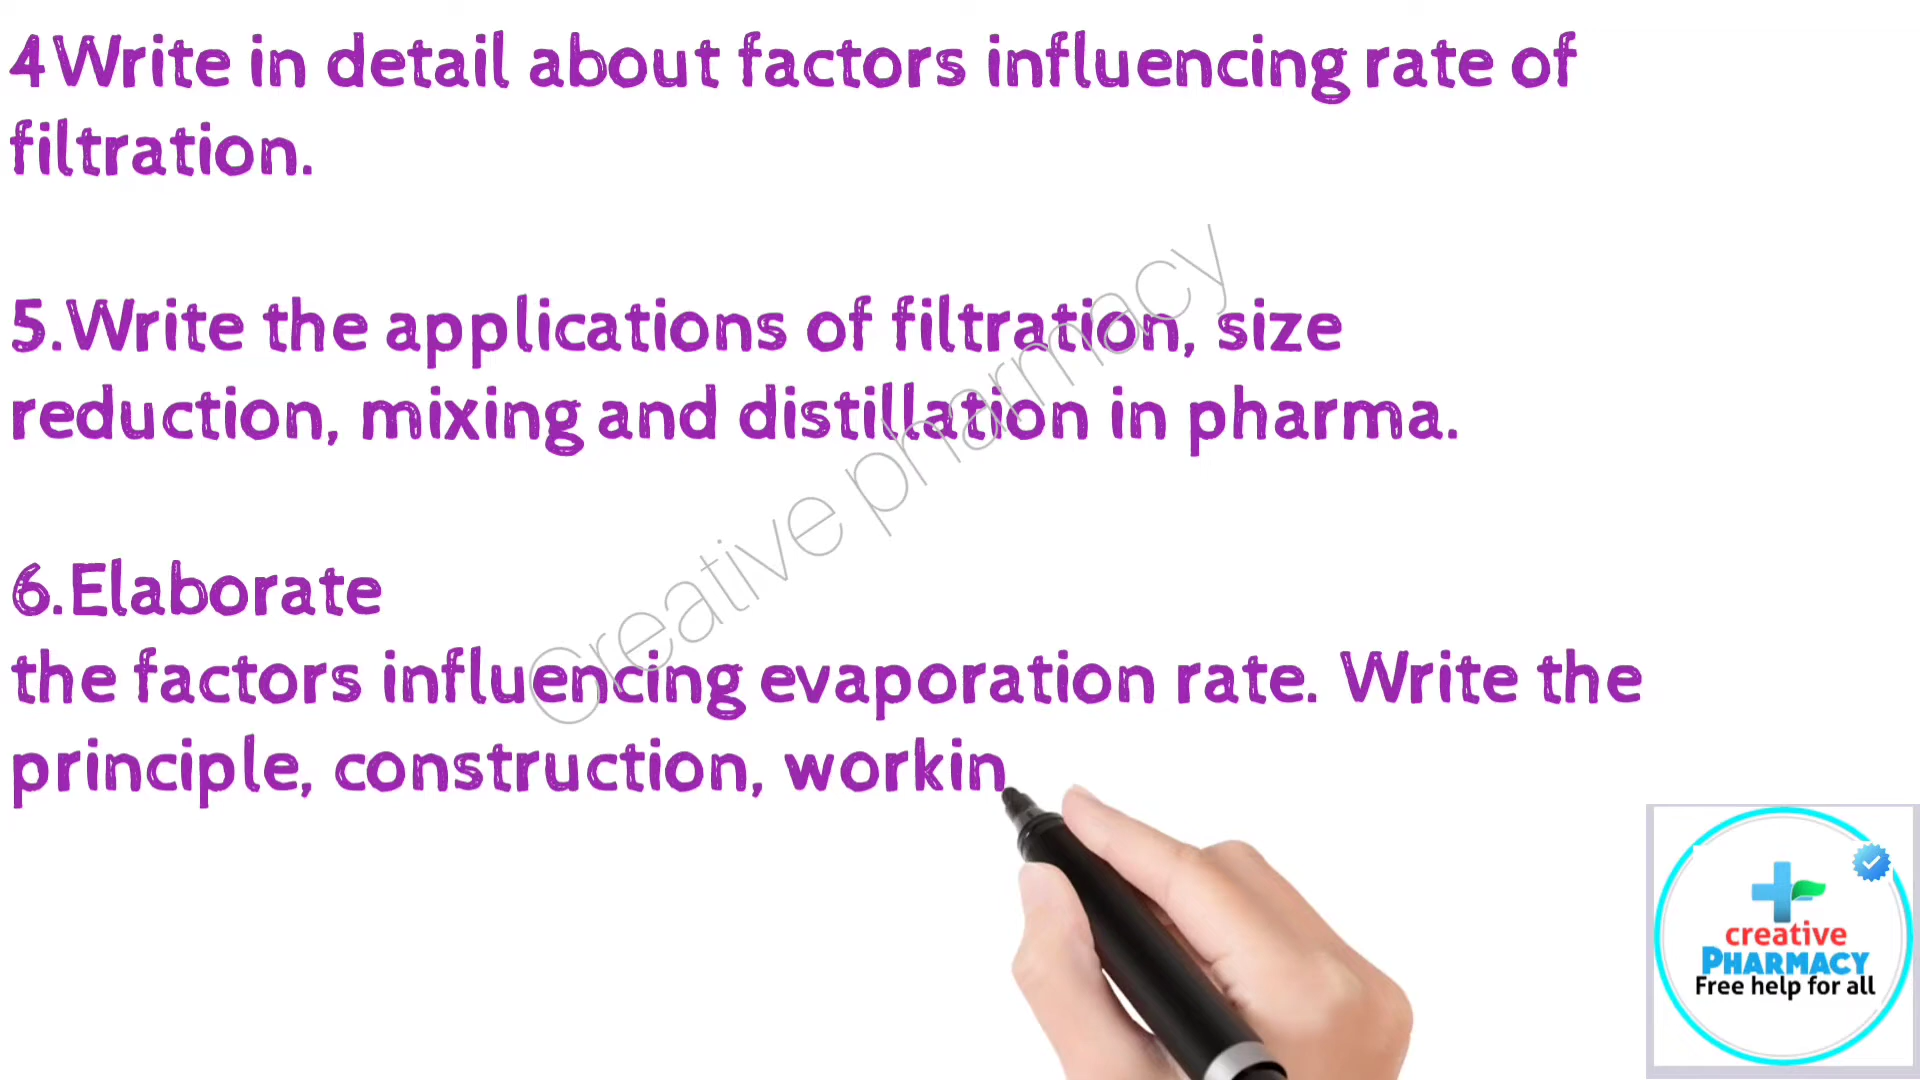 4Write in detail about factors influencing rate of
filtration.
5.Write the applications of filtration, size
reduction, mixing and distillation in pharma.
6.Elaborate
the factors influencing evaporation rate. Write the
principle, construction, workin
Creative pharmacy
creative
PHARMACY
Free help for all